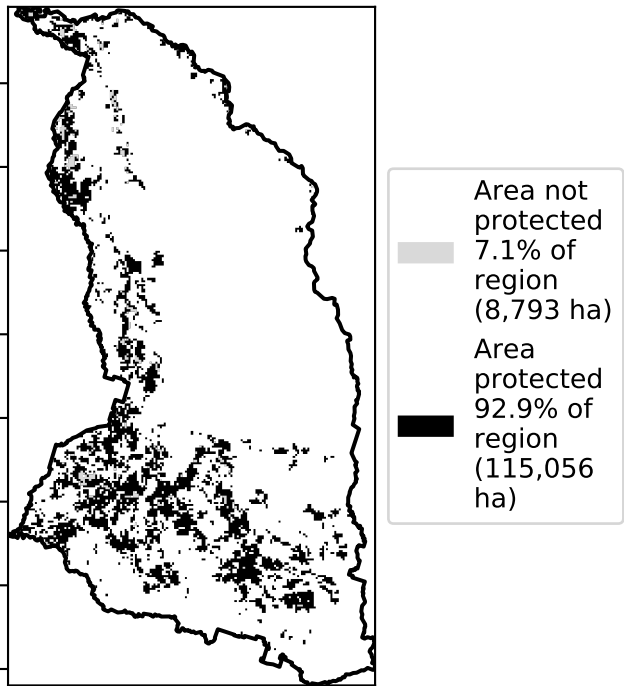 Area not
protected
7.1% of
region
(8,793 ha)
Area
protected
92.9% of
region
(115,056
ha)